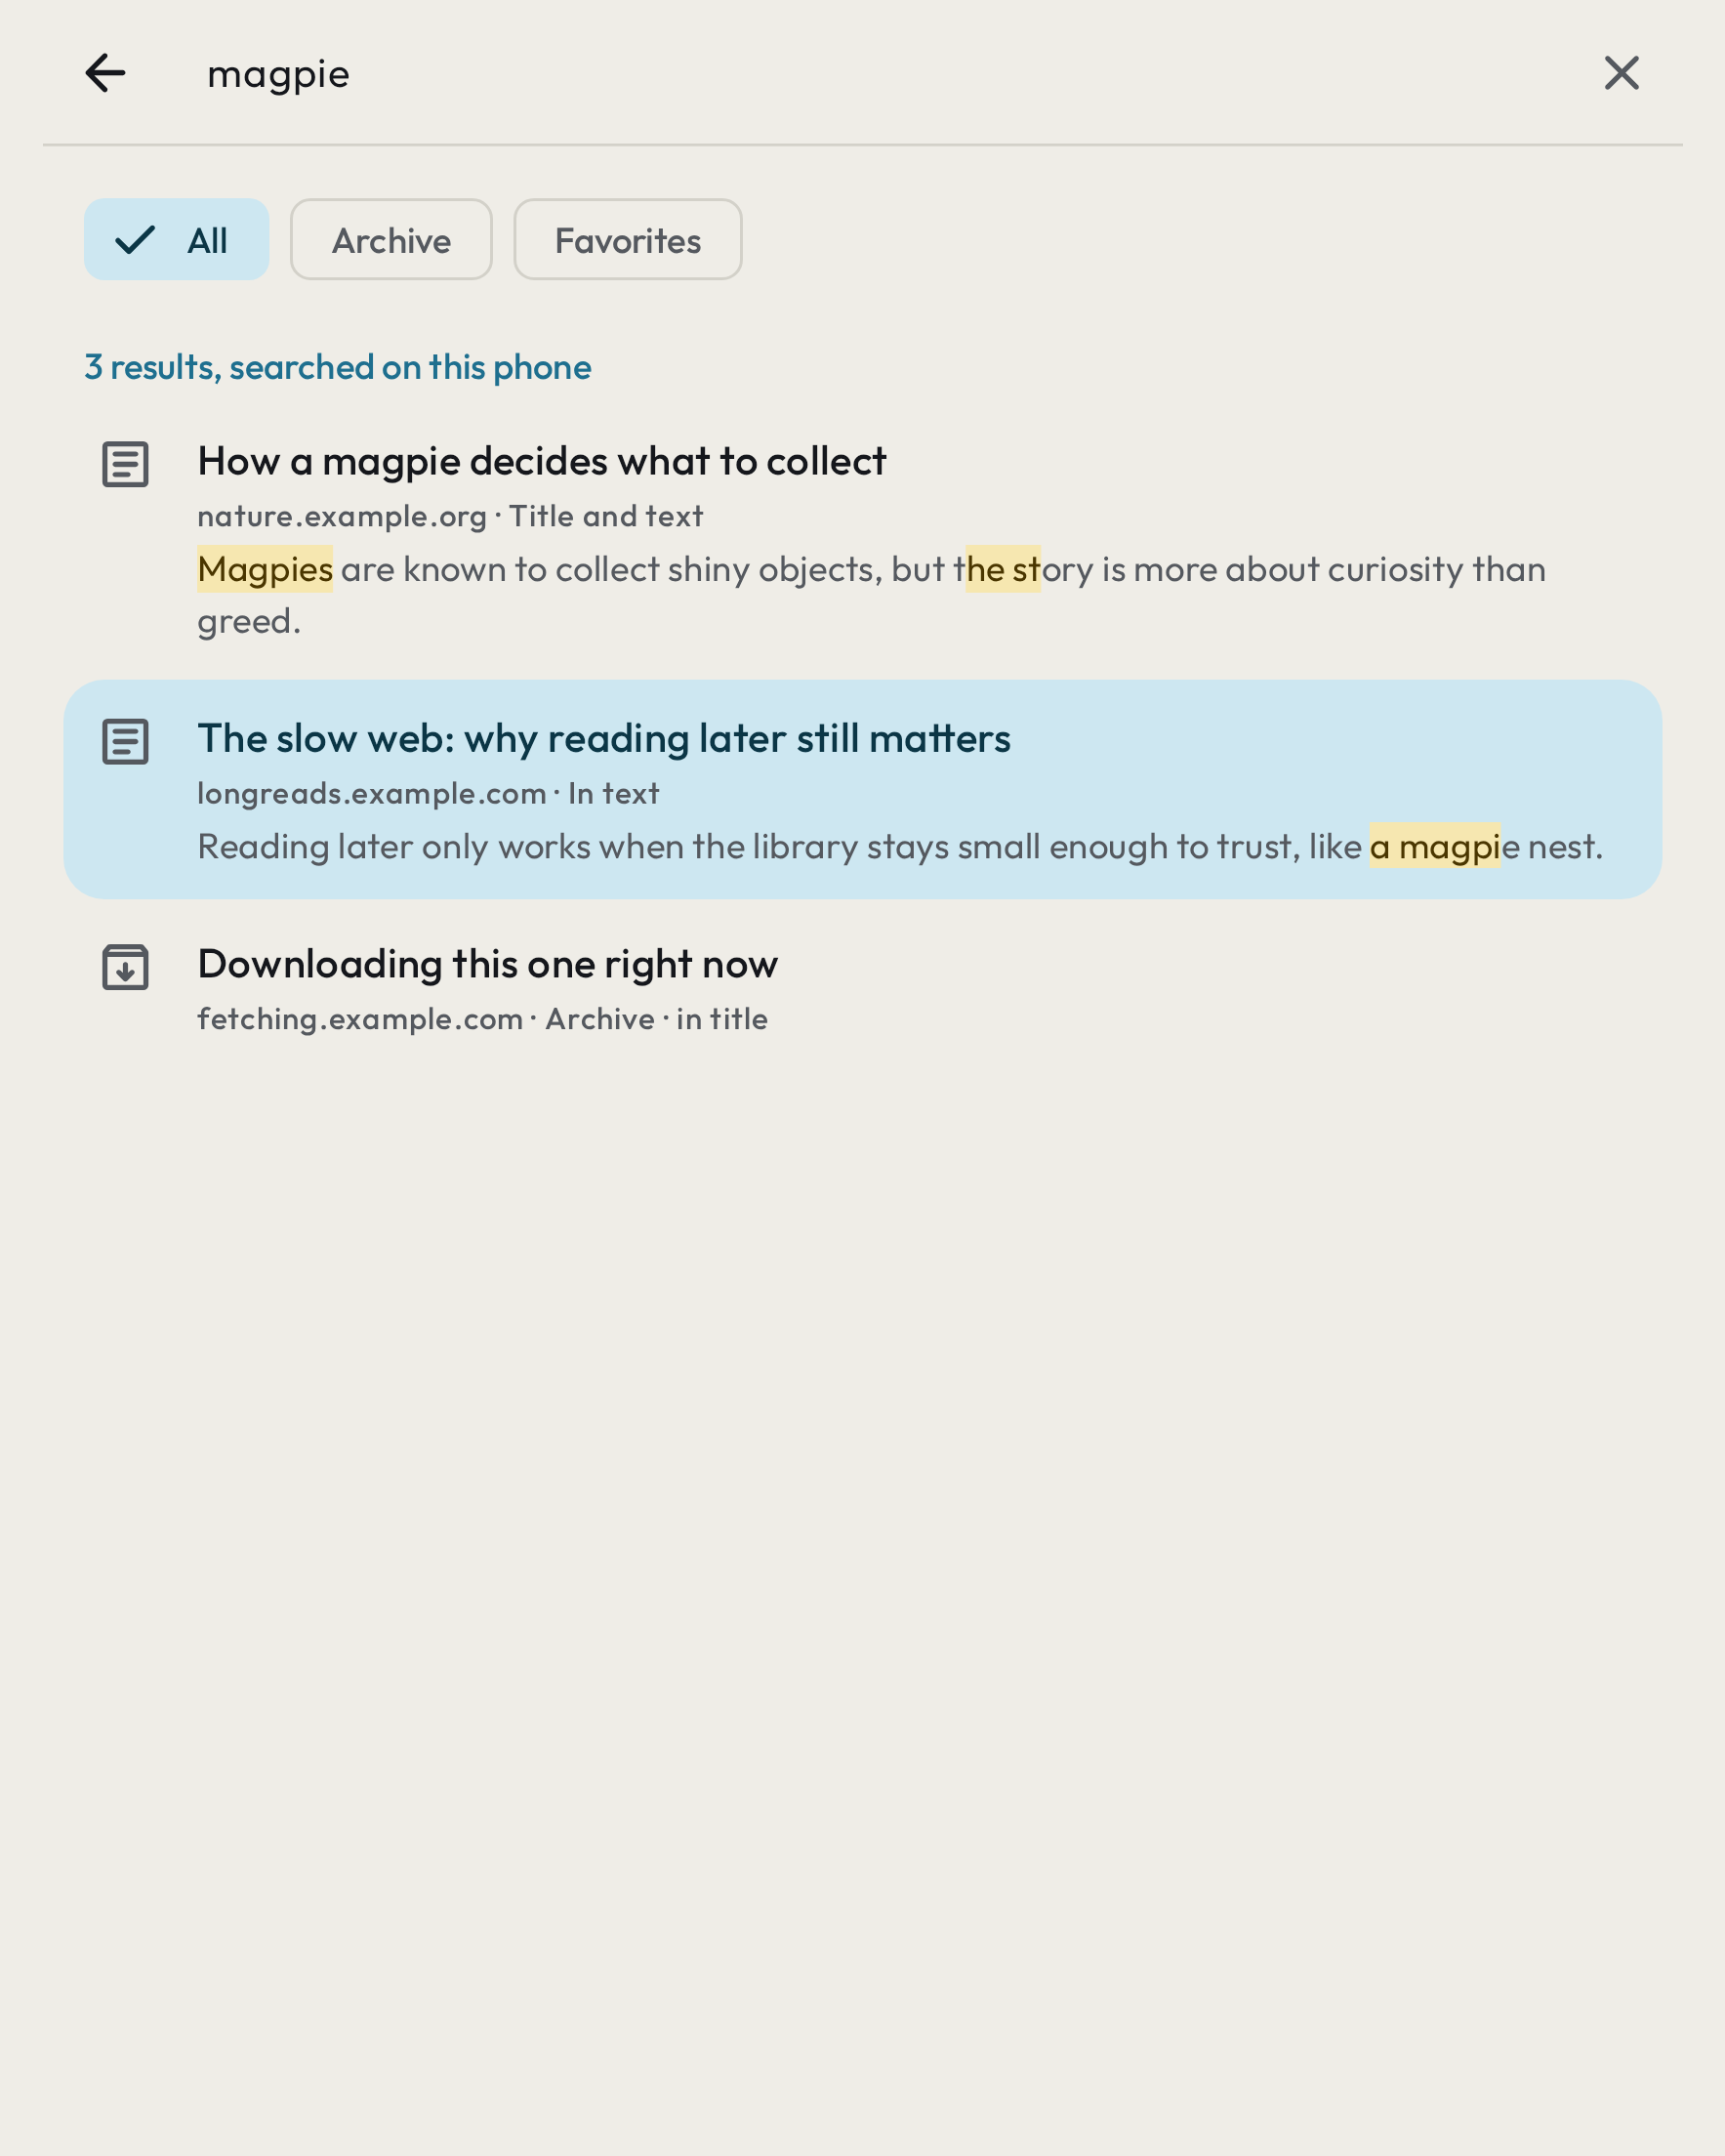 magpie
All
Archive
Favorites
3 results, searched on this phone
How a magpie decides what to collect
nature.example.org · Title and text
Magpies are known to collect shiny objects, but the story is more about curiosity than
greed.
The slow web: why reading later still matters
longreads.example.com · In text
Reading later only works when the library stays small enough to trust, like a magpie nest.
Downloading this one right now
fetching.example.com · Archive · in title